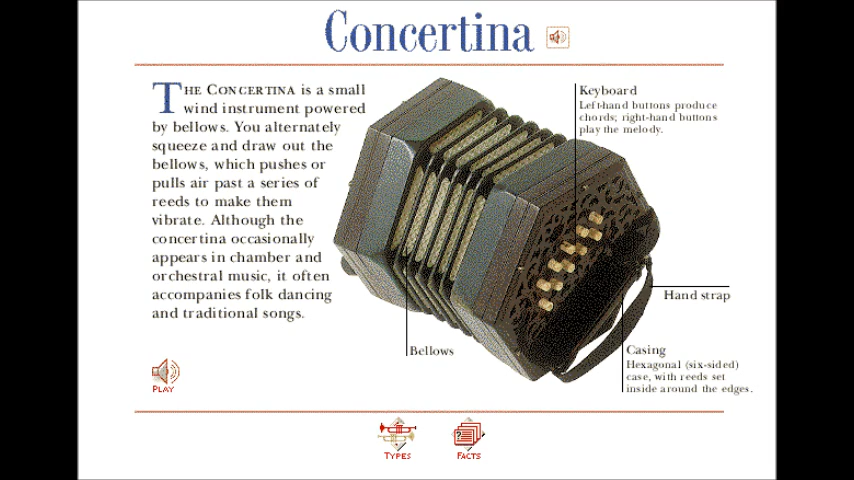 Concertina
THE CONCERTINA is a small
wind instrument powered
by bellows. You alternately
squeeze and draw out the
bellows, which pushes or
pulls air past a series of
reeds to make them
vibrate. Although the
concertina occasionally
appears in chamber and
orchestral music, it often
accompanies folk dancing
and traditional songs.
Keyboard
Left-hand buttons produce
chords; right-hand buttons
play the melody.
Hand strap
Bellows
Casing
Hexagonal (six-sided)
case, with reeds set
inside around the edges.
PLAY
TYPES
FACTS